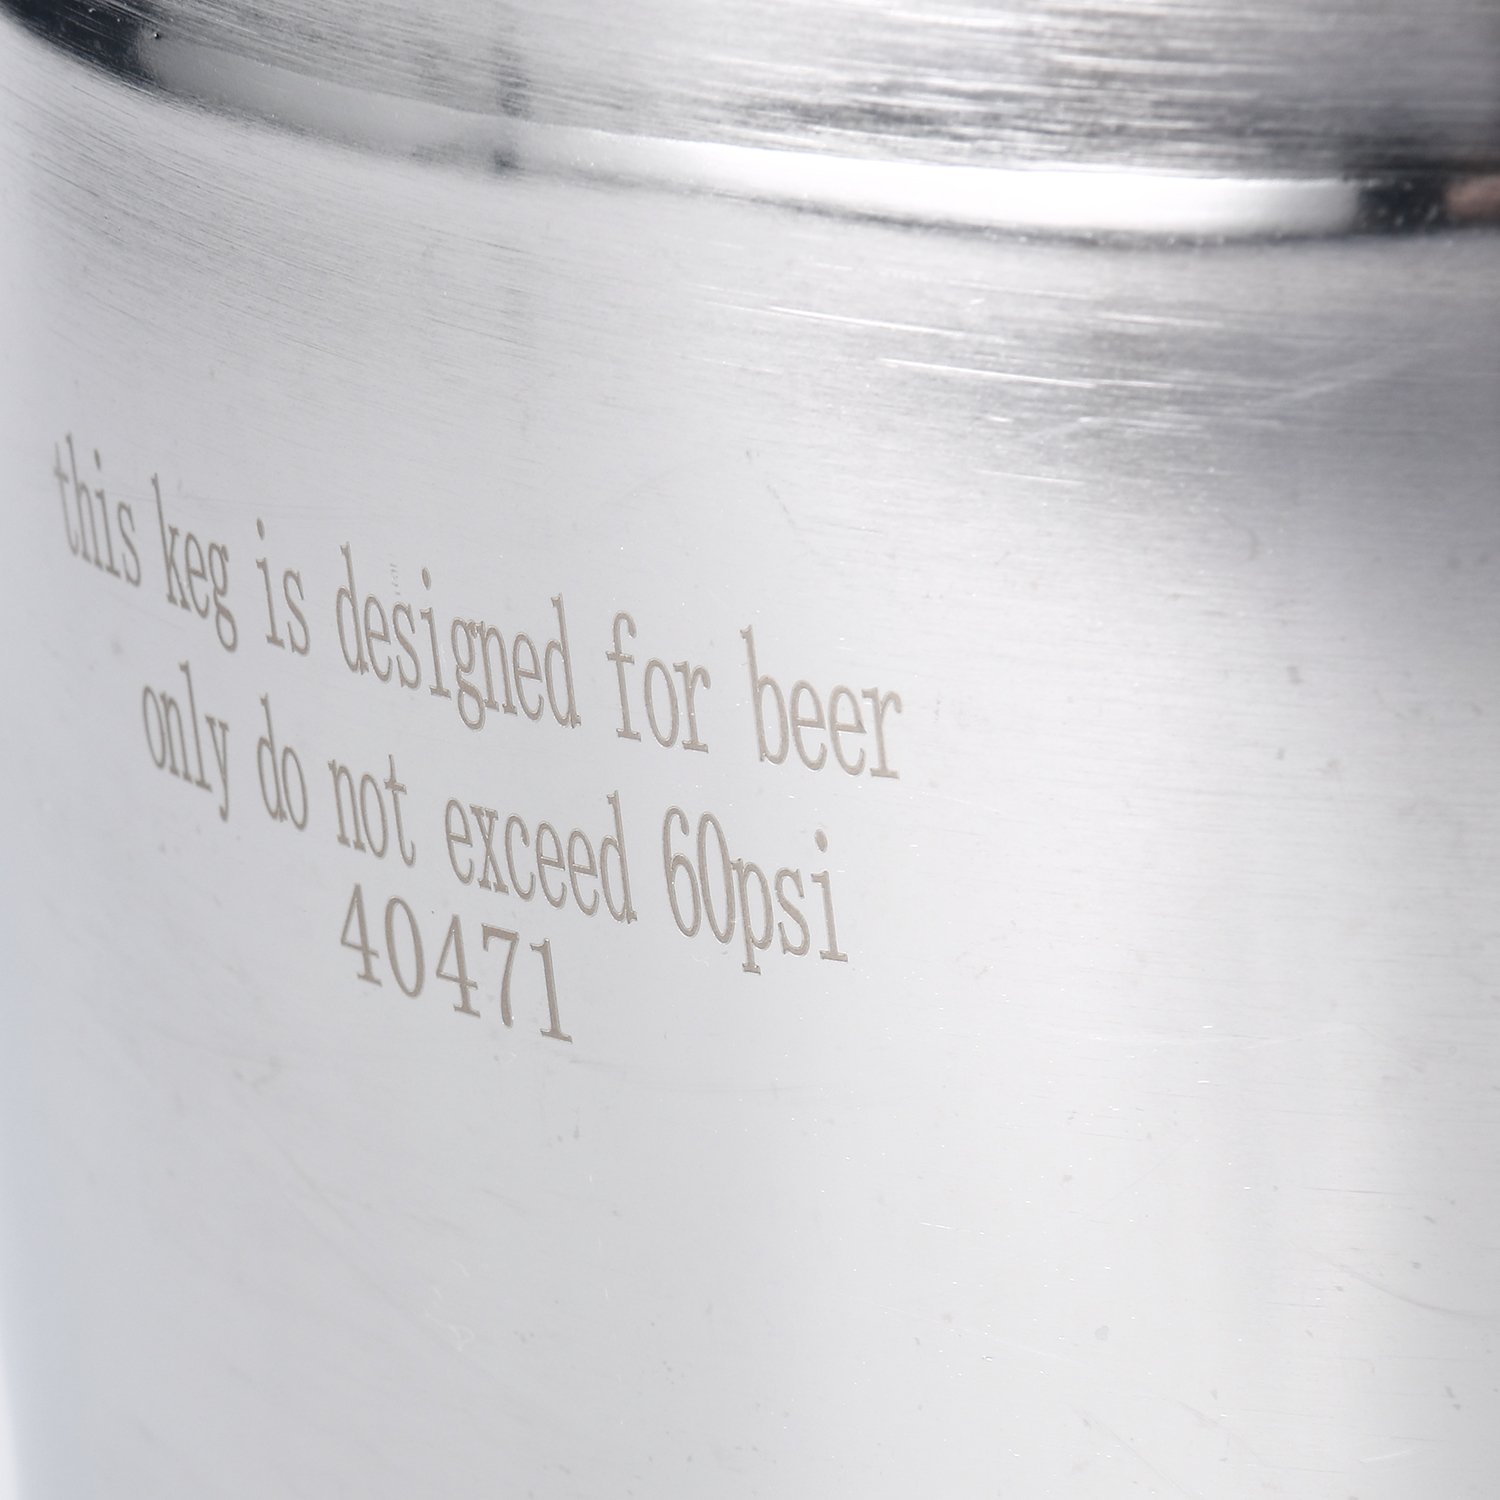 this keg is designed for beer
only do not exceed 60psi
40471